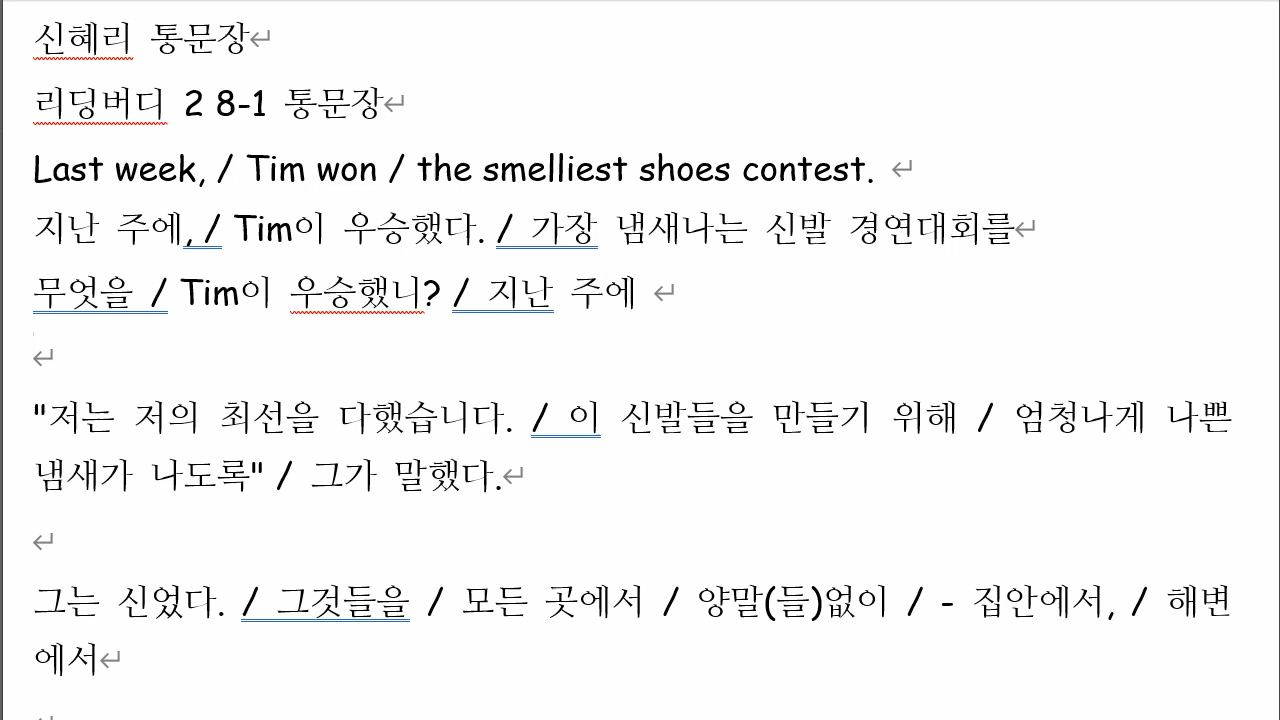 신혜리 통문장
리딩버디 2 8-1 통문장
Last week, / Tim won / the smelliest shoes contest.
지난 주에, / Tim이 우승했다. / 가장 냄새나는 신발 경연대회를
무엇을 / Tim이 우승했니? / 지난 주에
"저는 저의 최선을 다했습니다. / 이 신발들을 만들기 위해 / 엄청나게 나쁜
냄새가 나도록" / 그가 말했다.
그는 신었다. / 그것들을 / 모든 곳에서 / 양말(들)없이 / - 집안에서, / 해변
에서